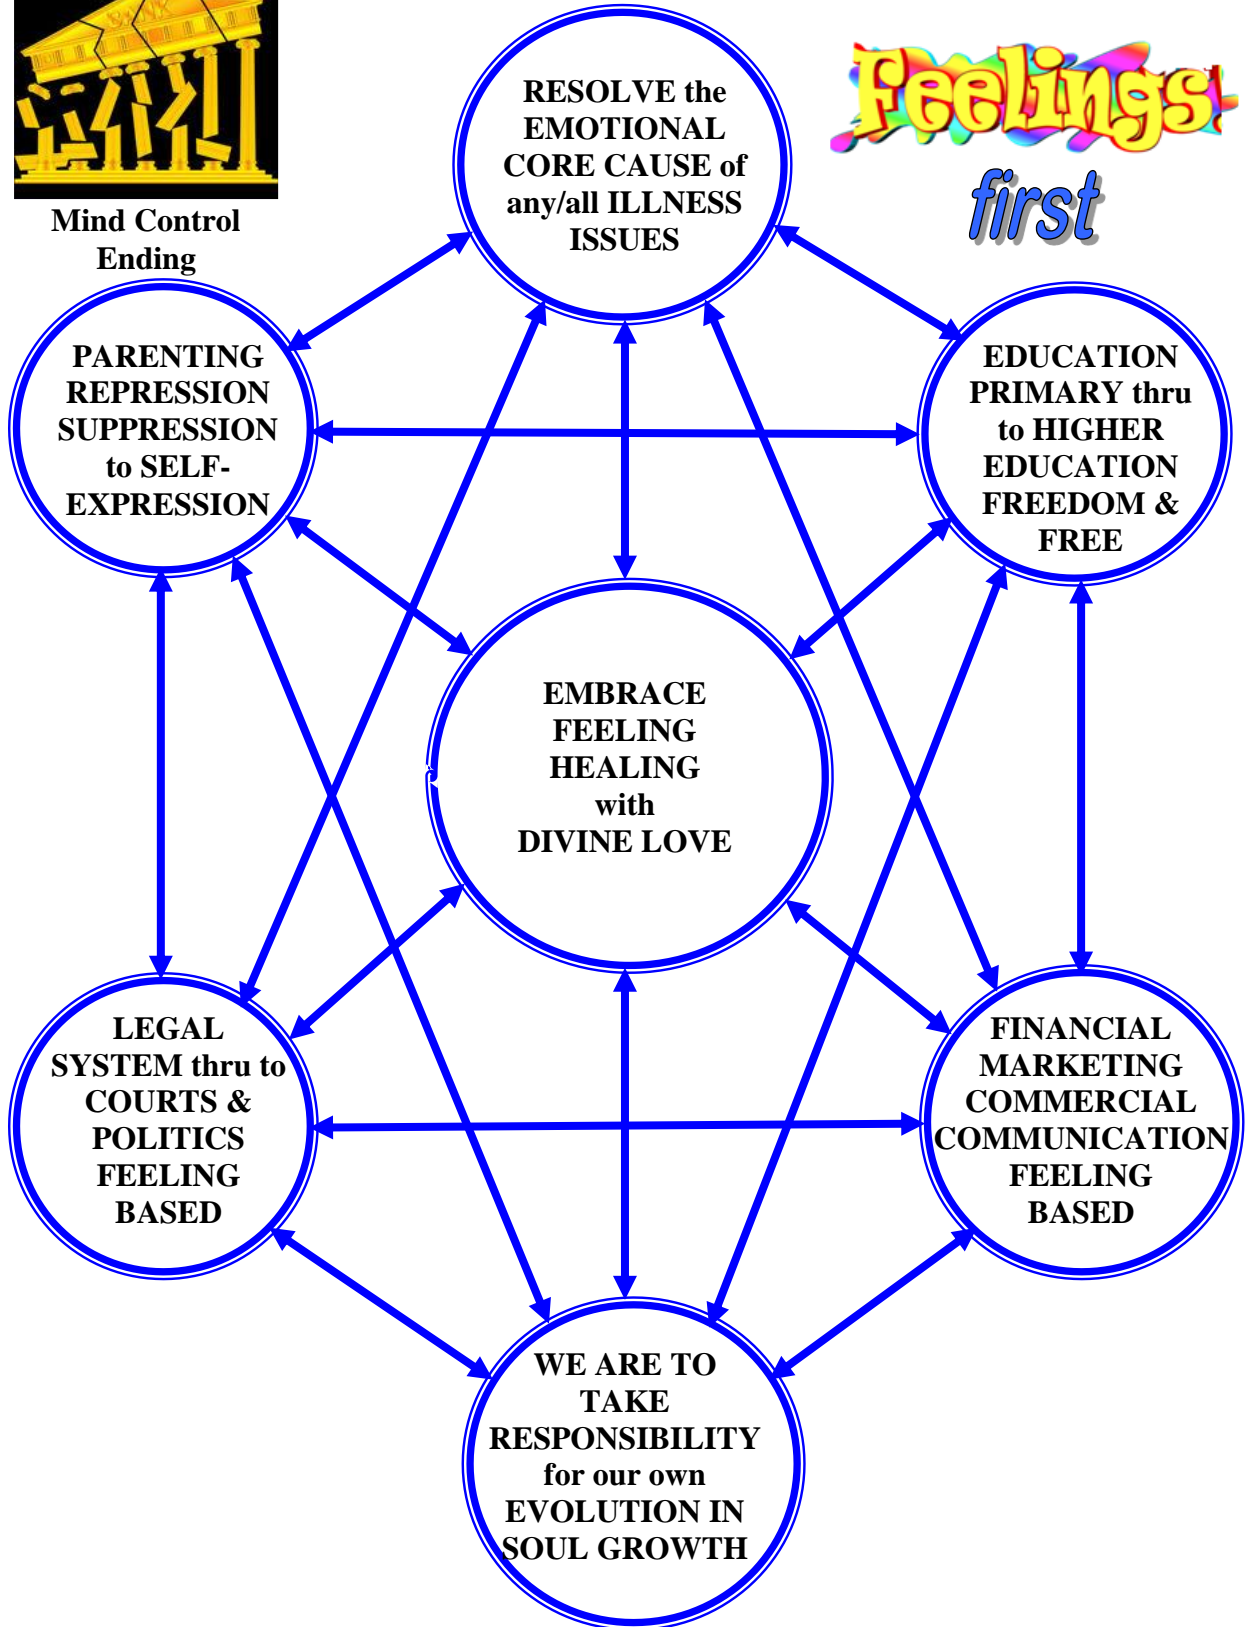 BANK
Mind Control
Ending
Feelings
first
RESOLVE the
EMOTIONAL
CORE CAUSE of
any/all ILLNESS
ISSUES
PARENTING
REPRESSION
SUPPRESSION
to SELF-
EXPRESSION
EDUCATION
PRIMARY thru
to HIGHER
EDUCATION
FREEDOM &
FREE
EMBRACE
FEELING
HEALING
with
DIVINE LOVE
LEGAL
SYSTEM thru to
COURTS &
POLITICS
FEELING
BASED
FINANCIAL
MARKETING
COMMERCIAL
COMMUNICATION
FEELING
BASED
WE ARE TO
TAKE
RESPONSIBILITY
for our own
EVOLUTION IN
SOUL GROWTH